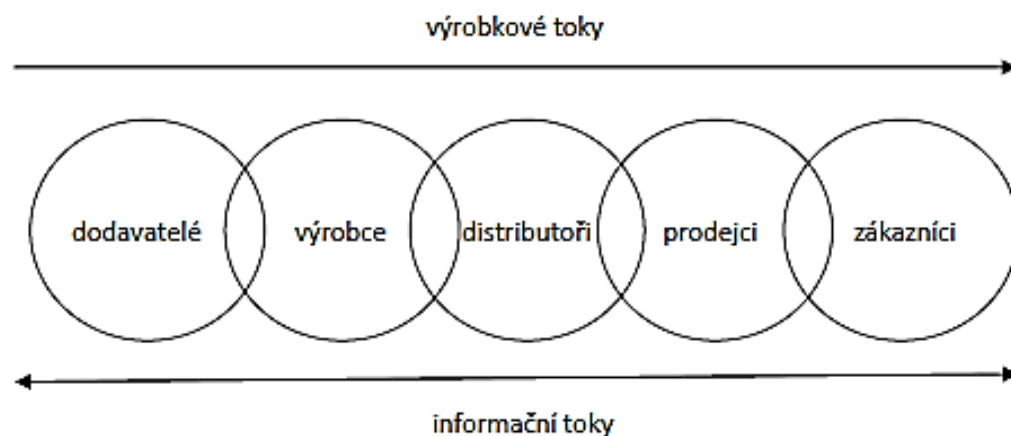 výrobkové toky
dodavatelé výrobce distributoři prodejci zákazníci
informační toky